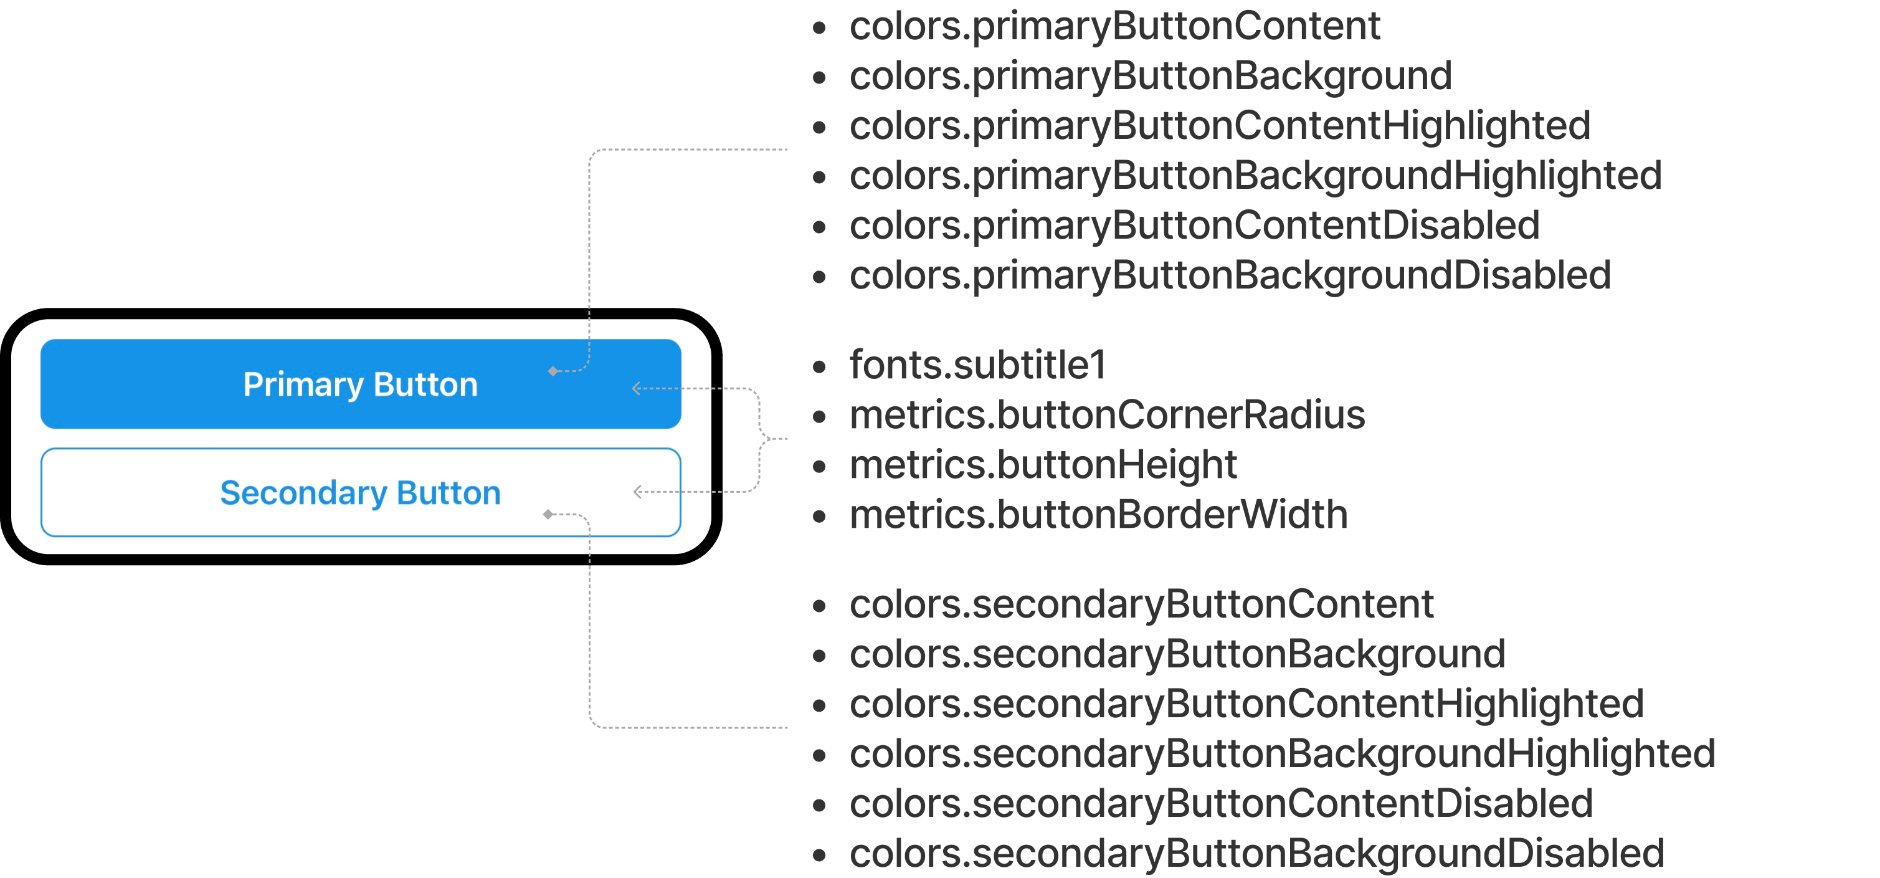 • colors.primaryButtonContent
• colors.primaryButtonBackground
• colors.primaryButtonContentHighlighted
• colors.primaryButtonBackgroundHighlighted
• colors.primaryButtonContentDisabled
• colors.primaryButtonBackgroundDisabled
Primary Button
Secondary Button
• fonts.subtitle1
• metrics.buttonCornerRadius
• metrics.buttonHeight
• metrics.buttonBorderWidth
• colors.secondaryButtonContent
• colors.secondaryButtonBackground
• colors.secondaryButtonContentHighlighted
• colors.secondaryButtonBackgroundHighlighted
• colors.secondaryButtonContentDisabled
• colors.secondaryButtonBackgroundDisabled